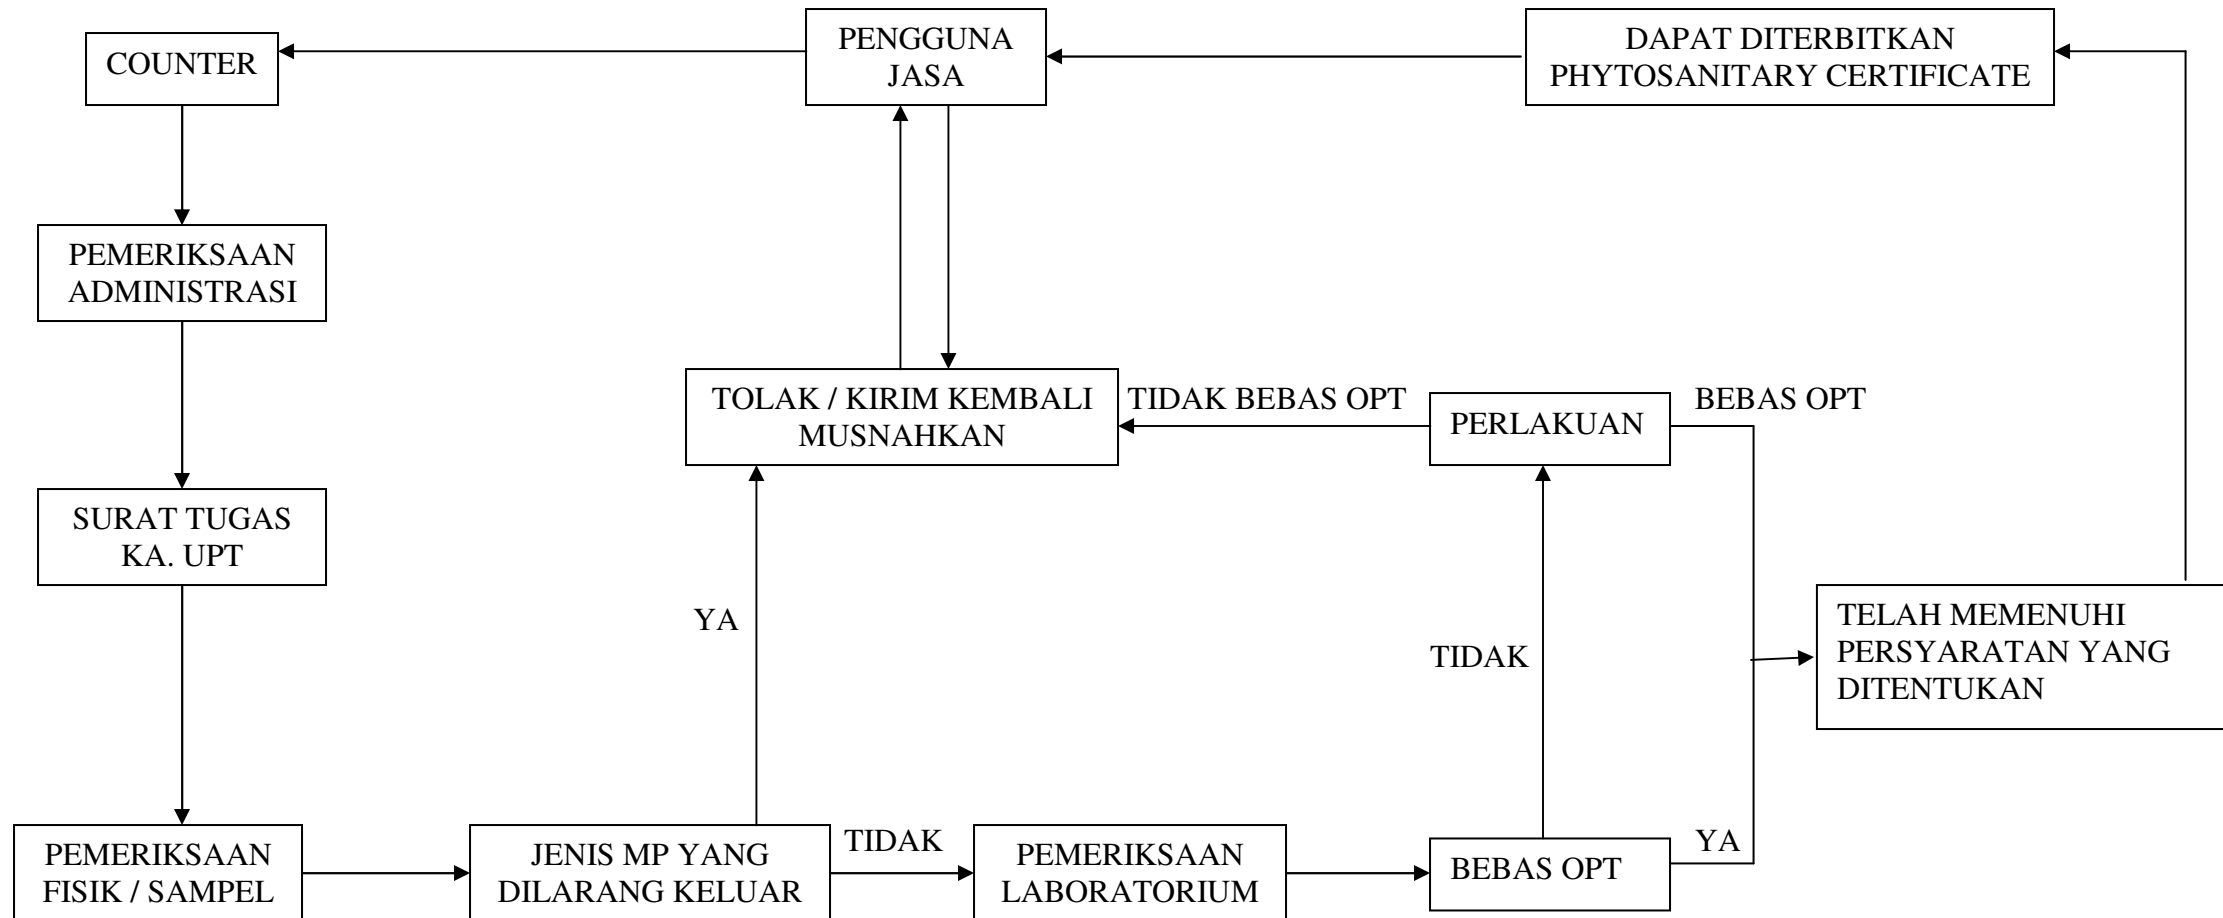 COUNTER
PENGGUNA
JASA
DAPAT DITERBITKAN
PHYTOSANITARY CERTIFICATE
PEMERIKSAAN
ADMINISTRASI
TOLAK / KIRIM KEMBALI
MUSNAHKAN
TIDAK BEBAS OPT
PERLAKUAN
BEBAS OPT
SURAT TUGAS
KA. UPT
YA
TIDAK
TELAH MEMENUHI
PERSYARATAN YANG
DITENTUKAN
PEMERIKSAAN
FISIK / SAMPEL
JENIS MP YANG
DILARANG KELUAR
TIDAK
PEMERIKSAAN
LABORATORIUM
BEBAS OPT
YA